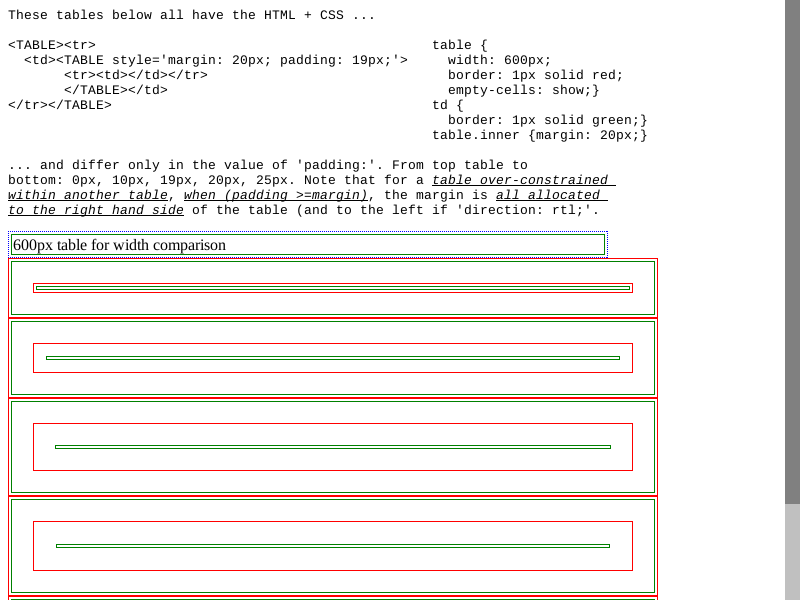 These tables below all have the HTML + CSS ...
<TABLE><tr> table {
<td><TABLE style='margin: 20px; padding: 19px;'> width: 600px;
<tr><td></td></tr> border: 1px solid red;
</TABLE></td> empty-cells: show;}
</tr></TABLE> td {
border: 1px solid green;}
table.inner {margin: 20px;}
... and differ only in the value of 'padding:'. From top table to
bottom: 0px, 10px, 19px, 20px, 25px. Note that for a table over-constrained
within another table, when (padding >=margin), the margin is all allocated
to the right hand side of the table (and to the left if 'direction: rtl;'.
600px table for width comparison